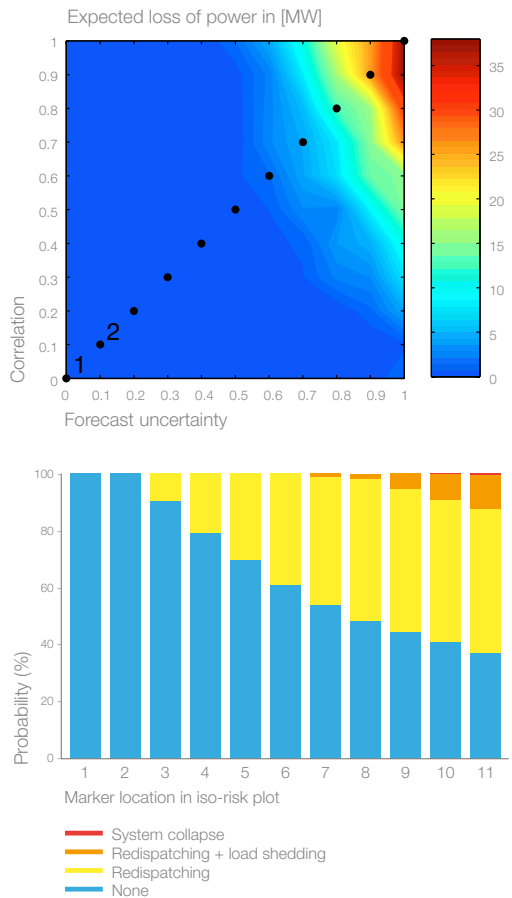 Expected loss of power in [MW]
1
0.9
0.8
0.7
0.6
0.5
0.4
0.3
0.2
0.1
0
Correlation
1
2
0 0.1 0.2 0.3 0.4 0.5 0.6 0.7 0.8 0.9 1
Forecast uncertainty
35
30
25
20
15
10
5
0
100
80
60
40
20
0
Probability (%)
1 2 3 4 5 6 7 8 9 10 11
Marker location in iso-risk plot
System collapse
Redispatching + load shedding
Redispatching
None